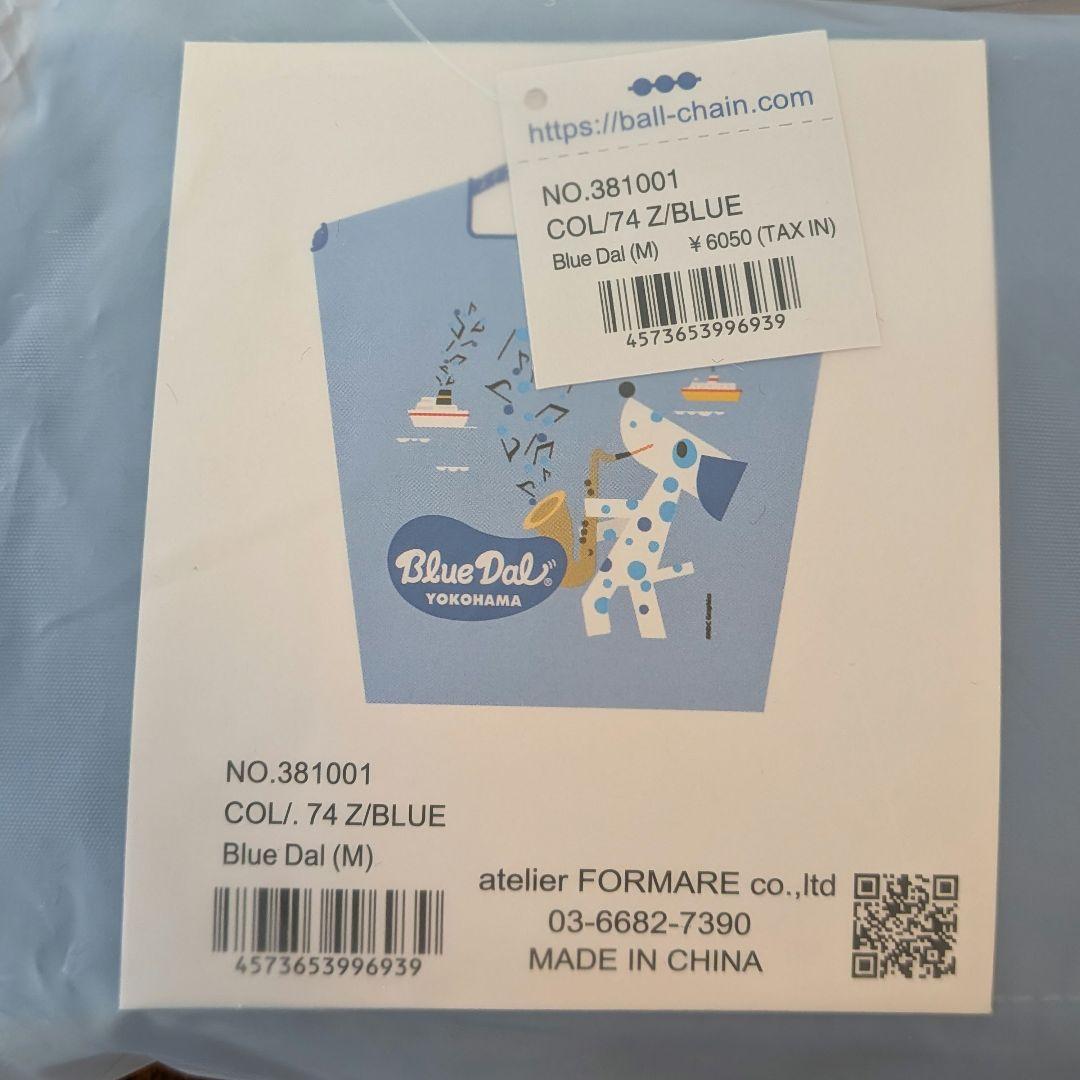 https://ball-chain.com
NO.381001
COL/74 Z/BLUE
Blue Dal (M) ¥6050 (TAX IN)
4573653996939
Blue Dal®
YOKOHAMA
NO.381001
COL/. 74 Z/BLUE
Blue Dal (M)
4573653996939
atelier FORMARE co.,ltd
03-6682-7390
MADE IN CHINA